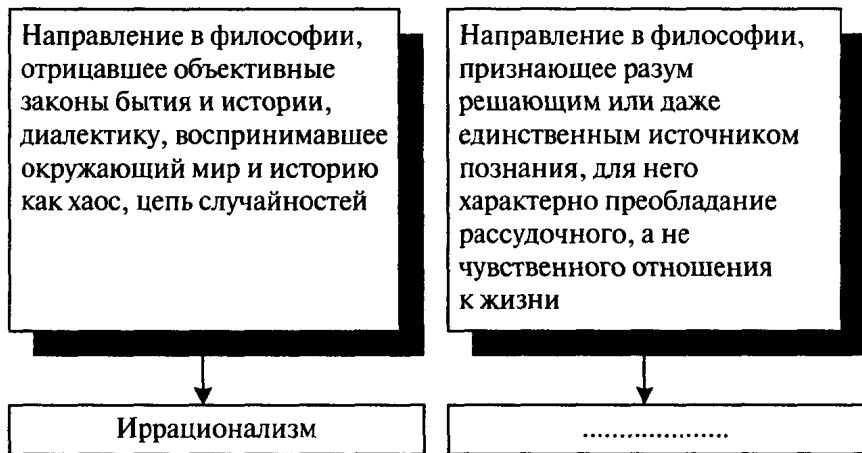 Направление в философии,
отрицавшее объективные
законы бытия и истории,
диалектику, воспринимавшее
окружающий мир и историю
как хаос, цепь случайностей
Направление в философии,
признающее разум
решающим или даже
единственным источником
познания, для него
характерно преобладание
рассудочного, а не
чувственного отношения
к жизни
Иррационализм
.....................